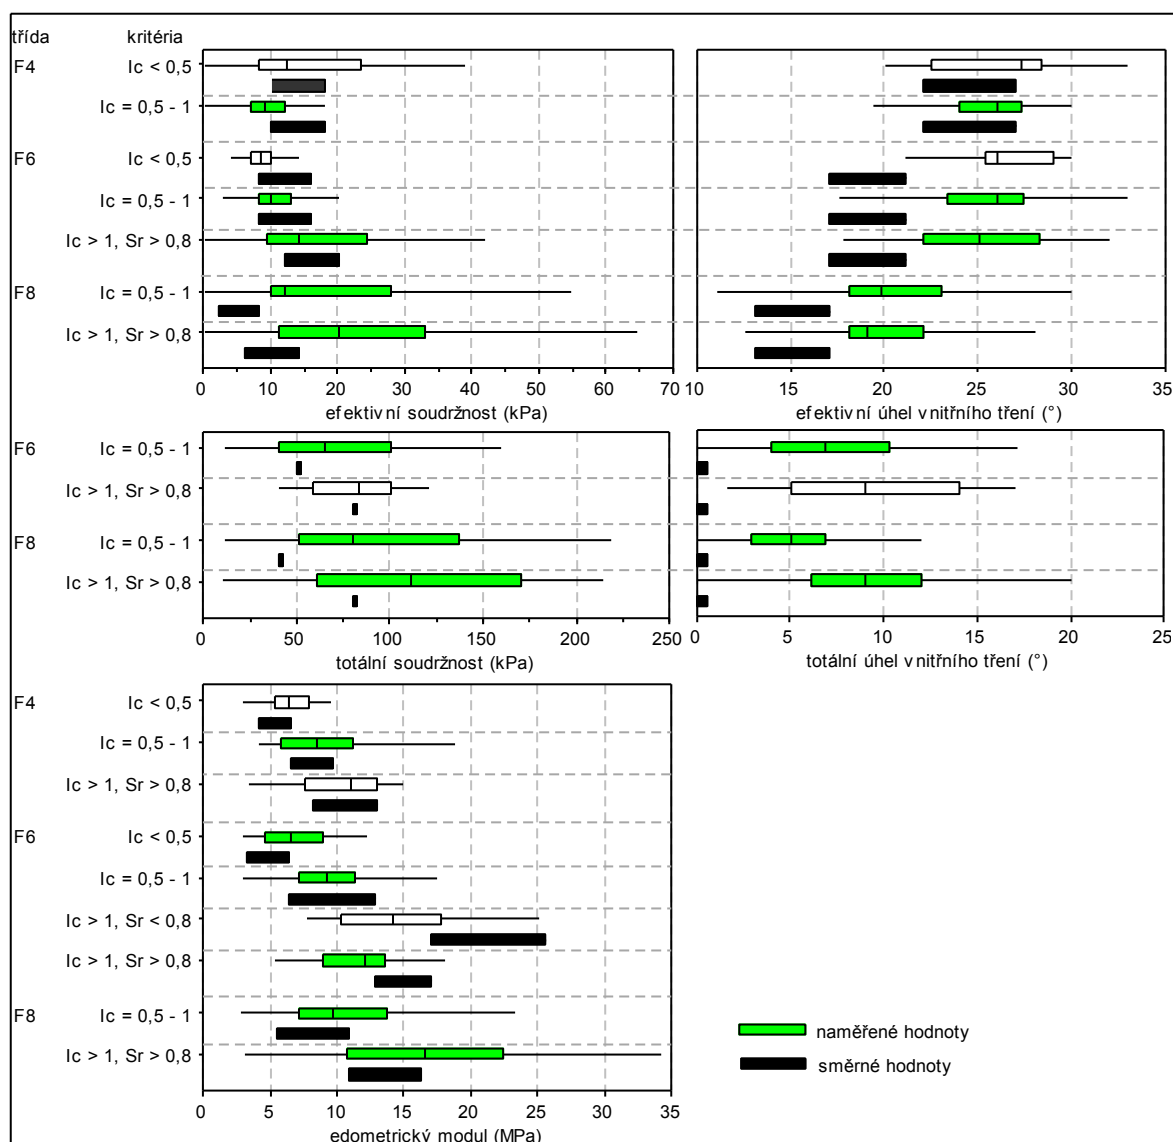 třída kritéria
F4 Ic < 0,5
Ic = 0,5 - 1
F6 Ic < 0,5
Ic = 0,5 - 1
Ic > 1, Sr > 0.8
F8 Ic = 0,5 - 1
Ic > 1, Sr > 0.8
0 10 20 30 40 50 60 70
efektivní soudržnost (kPa)
10 15 20 25 30 35
efektivní úhel vnitřního tření (°)
F6 Ic = 0,5 - 1
Ic > 1, Sr > 0.8
F8 Ic = 0,5 - 1
Ic > 1, Sr > 0.8
0 50 100 150 200 250
totální soudržnost (kPa)
0 5 10 15 20 25
totální úhel vnitřního tření (°)
F4 Ic < 0,5
Ic = 0,5 - 1
Ic > 1, Sr > 0,8
F6 Ic < 0,5
Ic = 0,5 - 1
Ic > 1, Sr < 0,8
Ic > 1, Sr > 0,8
F8 Ic = 0,5 - 1
Ic > 1, Sr > 0.8
0 5 10 15 20 25 30 35
edometrický modul (MPa)
naměřené hodnoty
směrné hodnoty